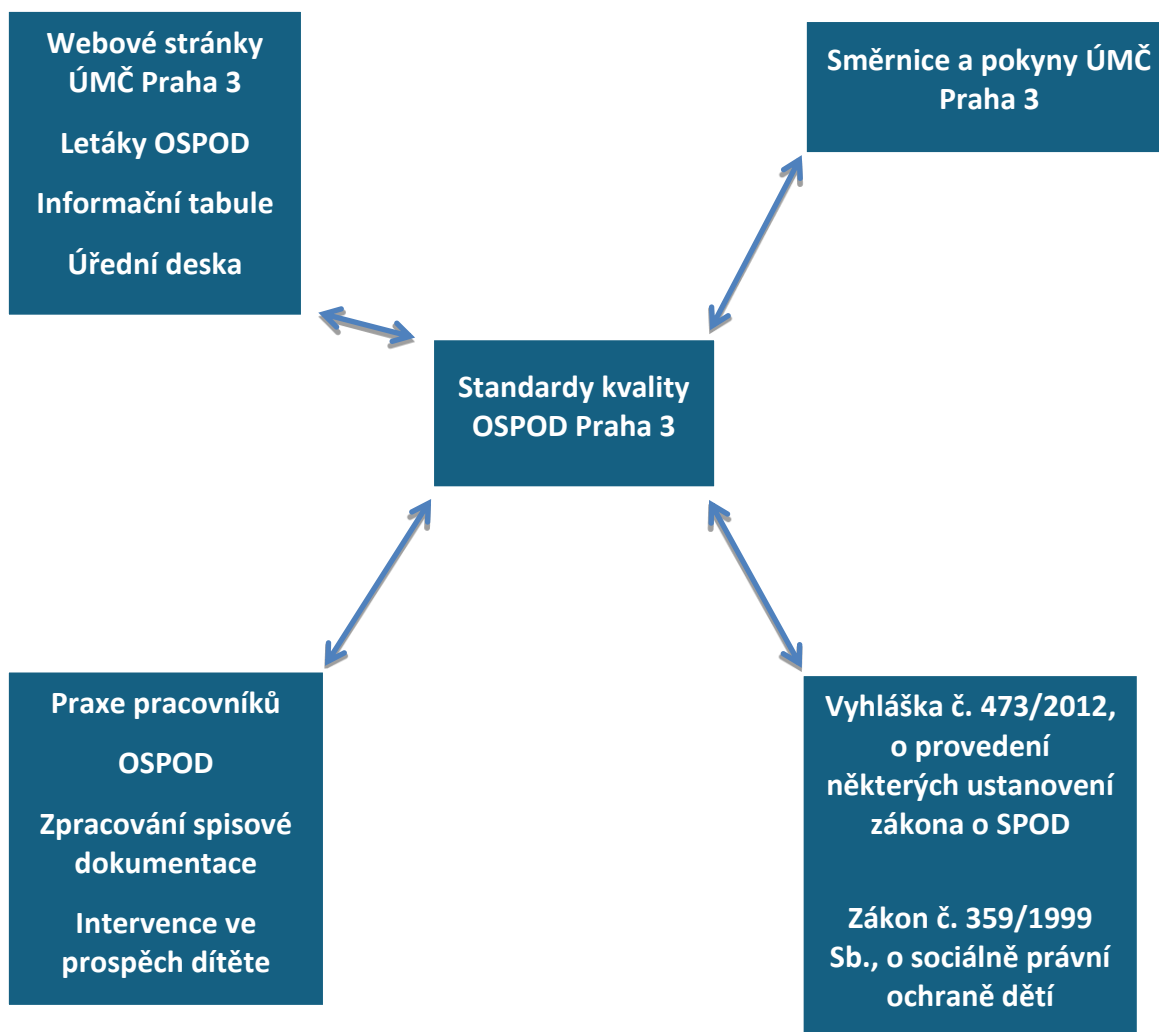 Webové stránky
ÚMČ Praha 3
Letáky OSPOD
Informační tabule
Úřední deska
Směrnice a pokyny ÚMČ
Praha 3
Standardy kvality
OSPOD Praha 3
Praxe pracovníků
OSPOD
Zpracování spisové
dokumentace
Intervence ve
prospěch dítěte
Vyhláška č. 473/2012,
o provedení
některých ustanovení
zákona o SPOD
Zákon č. 359/1999
Sb., o sociálně právní
ochraně dětí